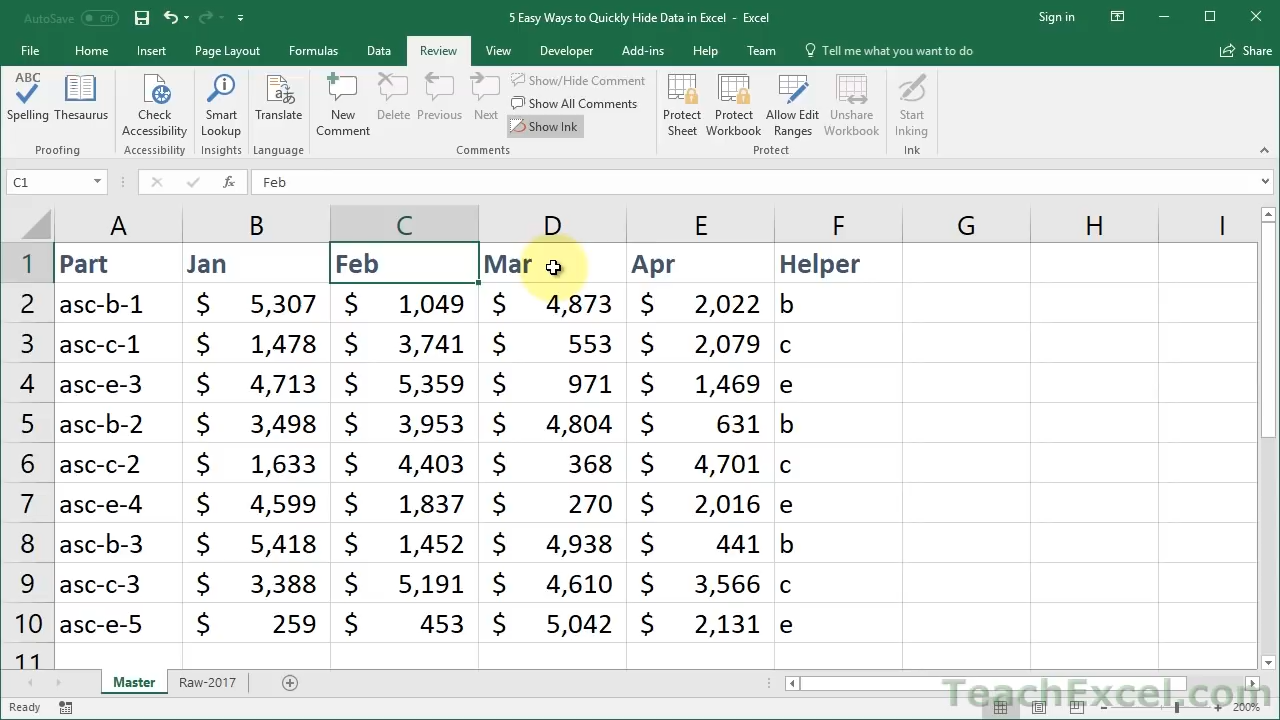 AutoSave Off
5 Easy Ways to Quickly Hide Data in Excel - Excel
Sign in
File Home Insert Page Layout Formulas Data Review View Developer Add-ins Help Team Tell me what you want to do Share
ABC
Spelling
Thesaurus
Proofing
Check Accessibility
Accessibility
Smart Lookup
Insights
Translate
Language
New Comment
Delete
Previous
Next
Show/Hide Comment
Show All Comments
Show Ink
Comments
Protect Sheet
Protect Workbook
Allow Edit Ranges
Unshare Workbook
Protect
Start Inking
Ink
C1 fx Feb
A B C D E F G H I
1 Part Jan Feb Mar Apr Helper
2 asc-b-1 $ 5,307 $ 1,049 $ 4,873 $ 2,022 b
3 asc-c-1 $ 1,478 $ 3,741 $ 553 $ 2,079 c
4 asc-e-3 $ 4,713 $ 5,359 $ 971 $ 1,469 e
5 asc-b-2 $ 3,498 $ 3,953 $ 4,804 $ 631 b
6 asc-c-2 $ 1,633 $ 4,403 $ 368 $ 4,701 c
7 asc-e-4 $ 4,599 $ 1,837 $ 270 $ 2,016 e
8 asc-b-3 $ 5,418 $ 1,452 $ 4,938 $ 441 b
9 asc-c-3 $ 3,388 $ 5,191 $ 4,610 $ 3,566 c
10 asc-e-5 $ 259 $ 453 $ 5,042 $ 2,131 e
11
Master Raw-2017
TeachExcel.com
Ready 200%